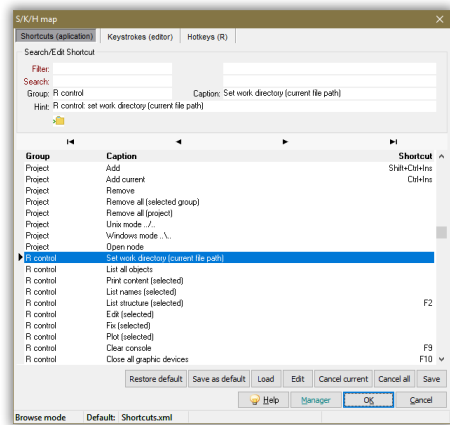 S/K/H map
Shortcuts (aplication) Keystrokes (editor) Hotkeys (R)
Search/Edit Shortcut
Filter:
Search:
Group: R control Caption: Set work directory (current file path)
Hint: R control: set work directory (current file path)
Group Caption Shortcut
Project Add Shift+Ctrl+Ins
Project Add current Ctrl+Ins
Project Remove
Project Remove all (selected group)
Project Remove all (project)
Project Unix mode ../..
Project Windows mode ..\..
Project Open node
R control Set work directory (current file path)
R control List all objects
R control Print content (selected)
R control List names (selected)
R control List structure (selected) F2
R control Edit (selected)
R control Fix (selected)
R control Plot (selected)
R control Clear console F9
R control Close all graphic devices F10
Restore default Save as default Load Edit Cancel current Cancel all Save
Help Manager OK Cancel
Browse mode Default: Shortcuts.xml